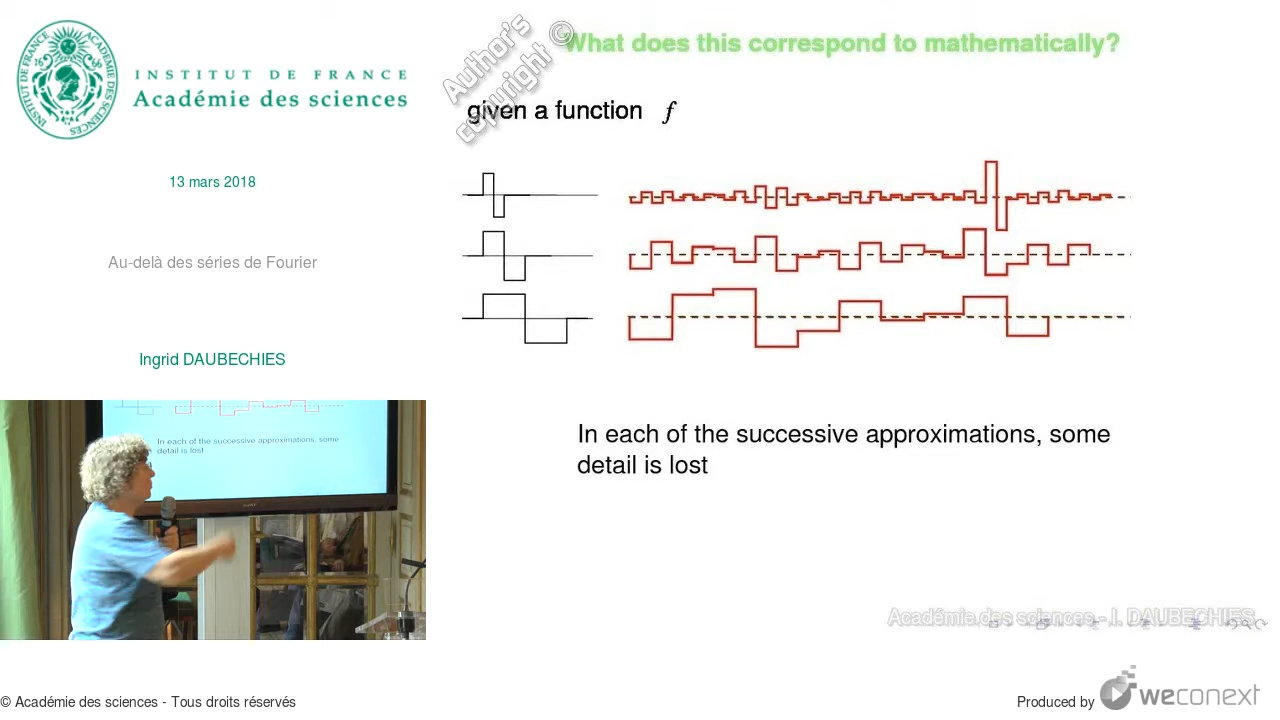 INSTITUT DE FRANCE
Académie des sciences
13 mars 2018
Au-delà des séries de Fourier
Ingrid DAUBECHIES
What does this correspond to mathematically?
Author's
copyright ©
given a function f
In each of the successive approximations, some
detail is lost
In each of the successive approximations, some
detail is lost
Académie des sciences - I. DAUBECHIES
© Académie des sciences - Tous droits réservés
Produced by weconext